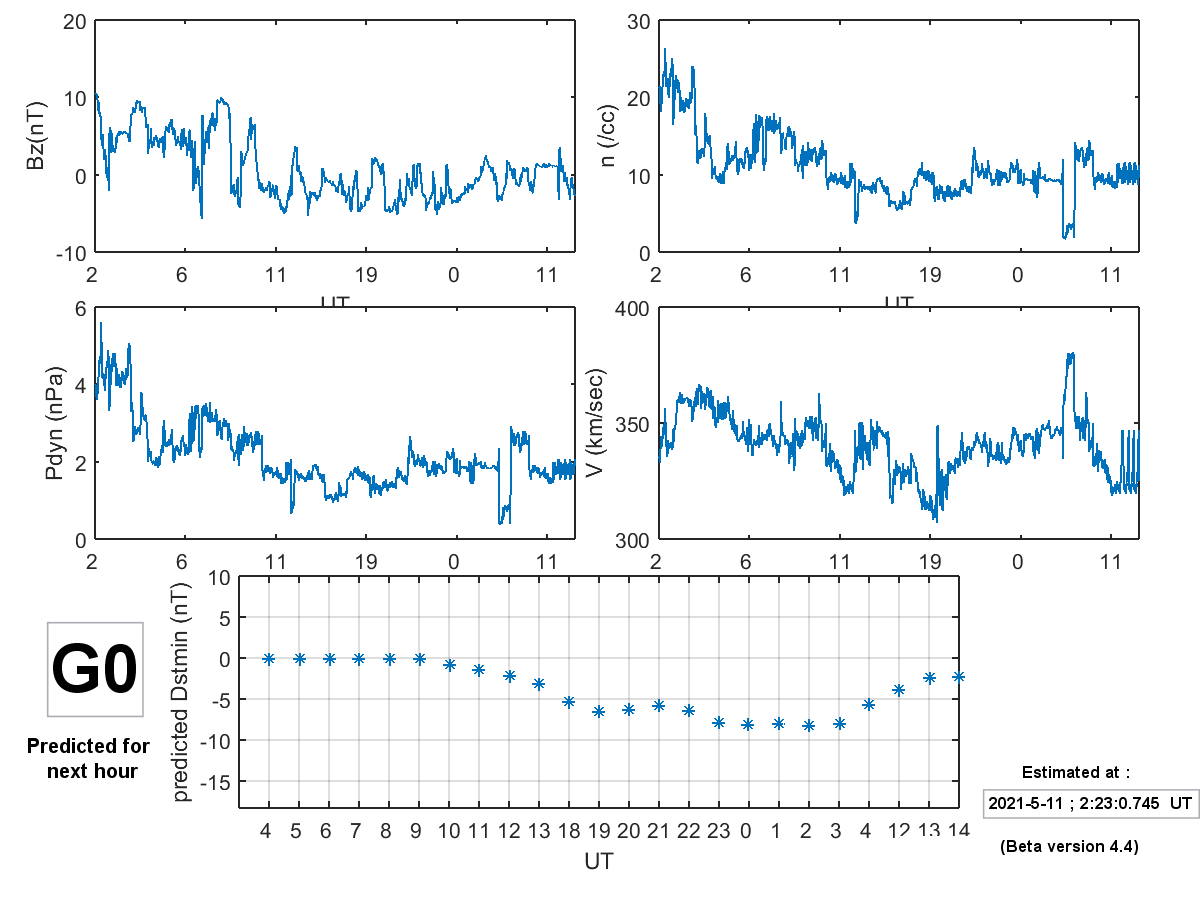 20
10
0
-10
Bz(nT)
2 6 11 19 0 11
UT
30
20
10
0
n (/cc)
2 6 11 19 0 11
UT
6
4
2
0
Pdyn (nPa)
2 6 11 19 0 11
400
350
300
V (km/sec)
2 6 11 19 0 11
10
5
0
-5
-10
-15
predicted Dstmin (nT)
4 5 6 7 8 9 10 11 12 13 18 19 20 21 22 23 0 1 2 3 4 12 13 14
UT
G0
Predicted for
next hour
Estimated at :
2021-5-11 ; 2:23:0.745 UT
(Beta version 4.4)